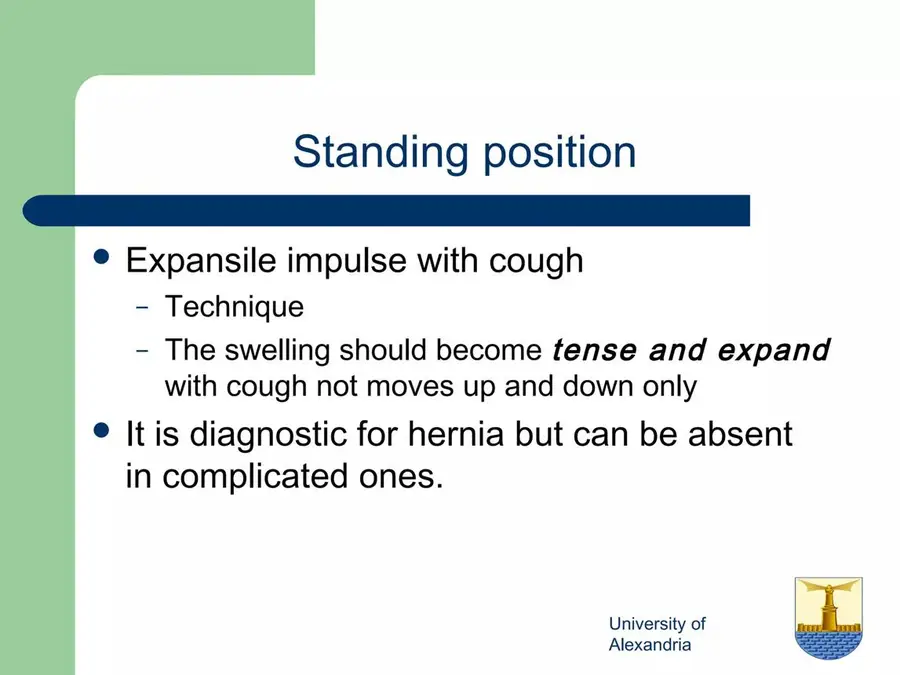 Standing position
Expansile impulse with cough
– Technique
– The swelling should become tense and expand
with cough not moves up and down only
It is diagnostic for hernia but can be absent
in complicated ones.
University of
Alexandria